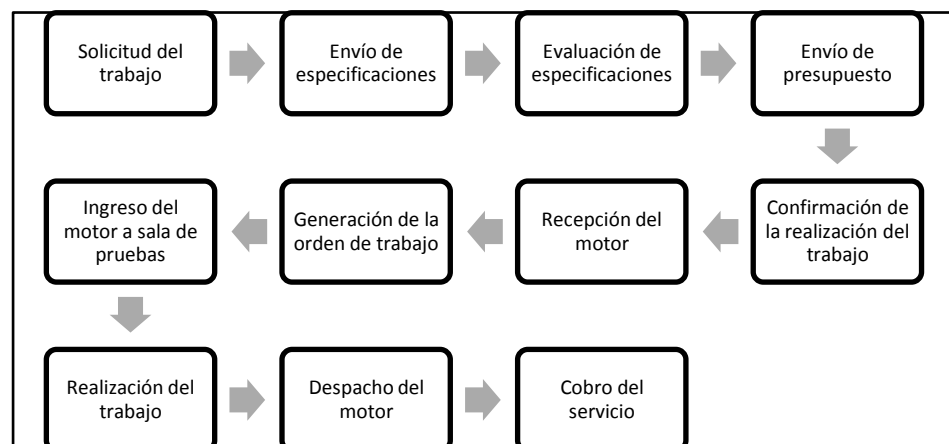 Solicitud del
trabajo
Envío de
especificaciones
Evaluación de
especificaciones
Envío de
presupuesto
Confirmación de
la realización del
trabajo
Recepción del
motor
Generación de la
orden de trabajo
Ingreso del
motor a sala de
pruebas
Realización del
trabajo
Despacho del
motor
Cobro del
servicio